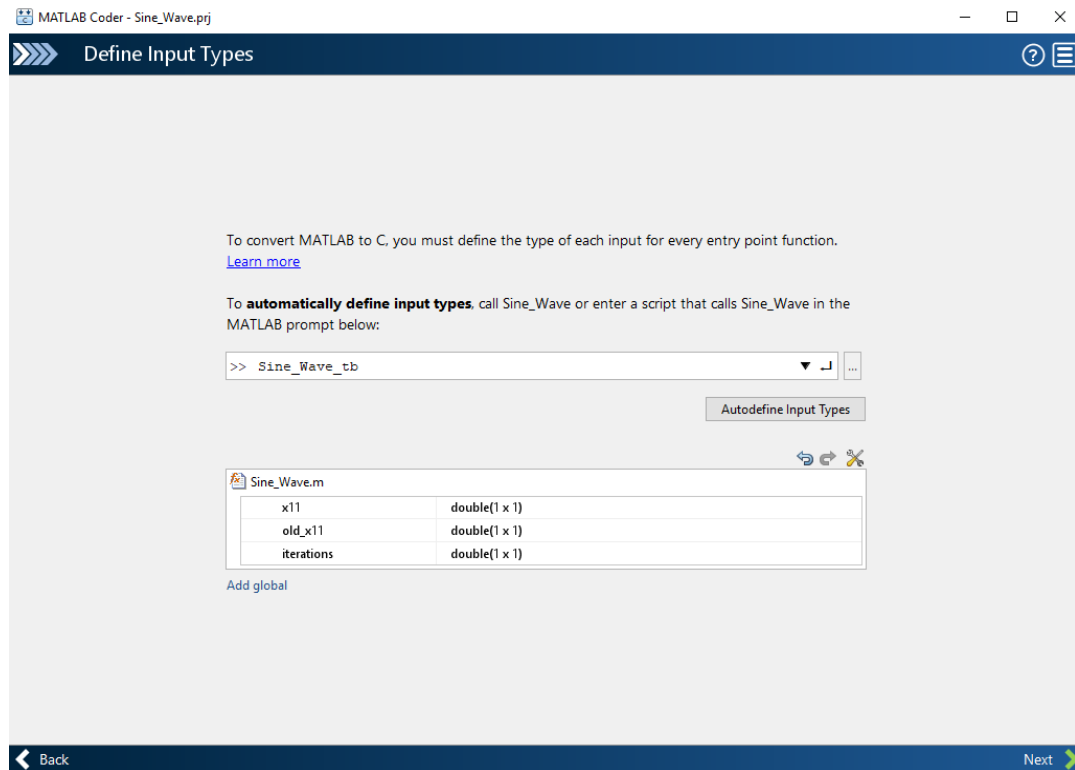 MATLAB Coder - Sine_Wave.prj
Define Input Types
To convert MATLAB to C, you must define the type of each input for every entry point function.
Learn more
To automatically define input types, call Sine_Wave or enter a script that calls Sine_Wave in the
MATLAB prompt below:
>> Sine_Wave_tb
...
Autodefine Input Types
Sine_Wave.m
x11 double(1 x 1)
old_x11 double(1 x 1)
iterations double(1 x 1)
Add global
Back Next